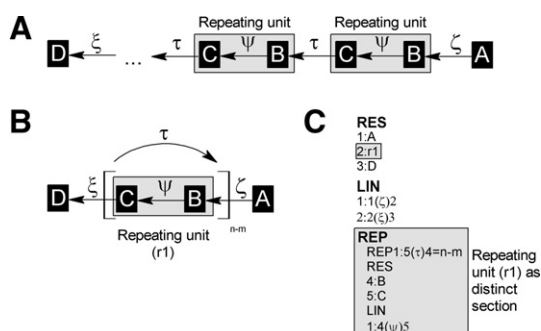 A
Repeating unit Repeating unit
D ξ ... τ C ψ B τ C ψ B ζ A
B
τ
D ξ C ψ B ζ A
n-m
Repeating unit
(r1)
C
RES
1:A
2:r1
3:D
LIN
1:1(ζ)2
2:2(ξ)3
REP
REP1:5(τ)4=n-m
RES
4:B
5:C
LIN
1:4(ψ)5
Repeating
unit (r1) as
distinct
section